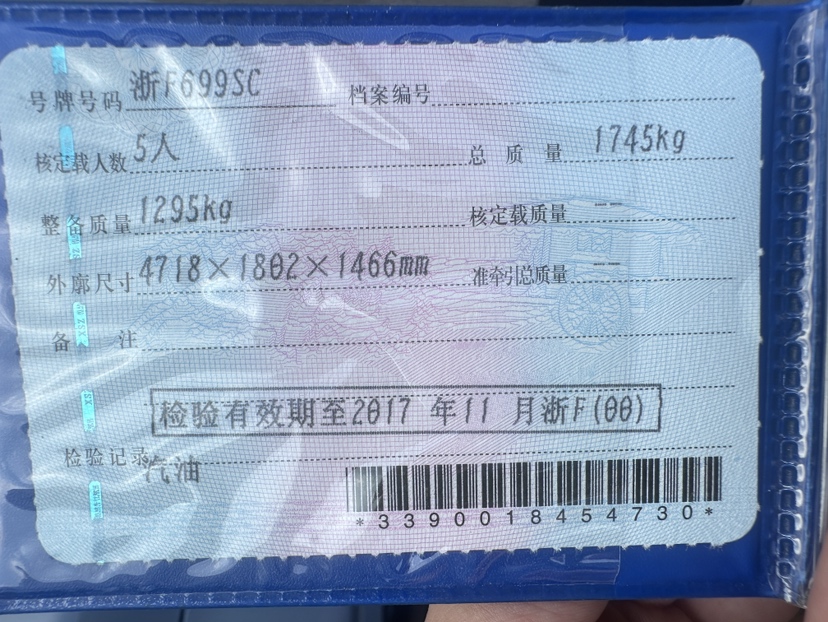 号牌号码 浙F699SC 档案编号
核定载人数 5人 总质量 1745kg
整备质量 1295kg 核定载质量 --
外廓尺寸 4718×1802×1466mm 准牵引总质量 --
备注
检验有效期至2017年11月浙F(00)
检验记录
汽油
*3390018454730*